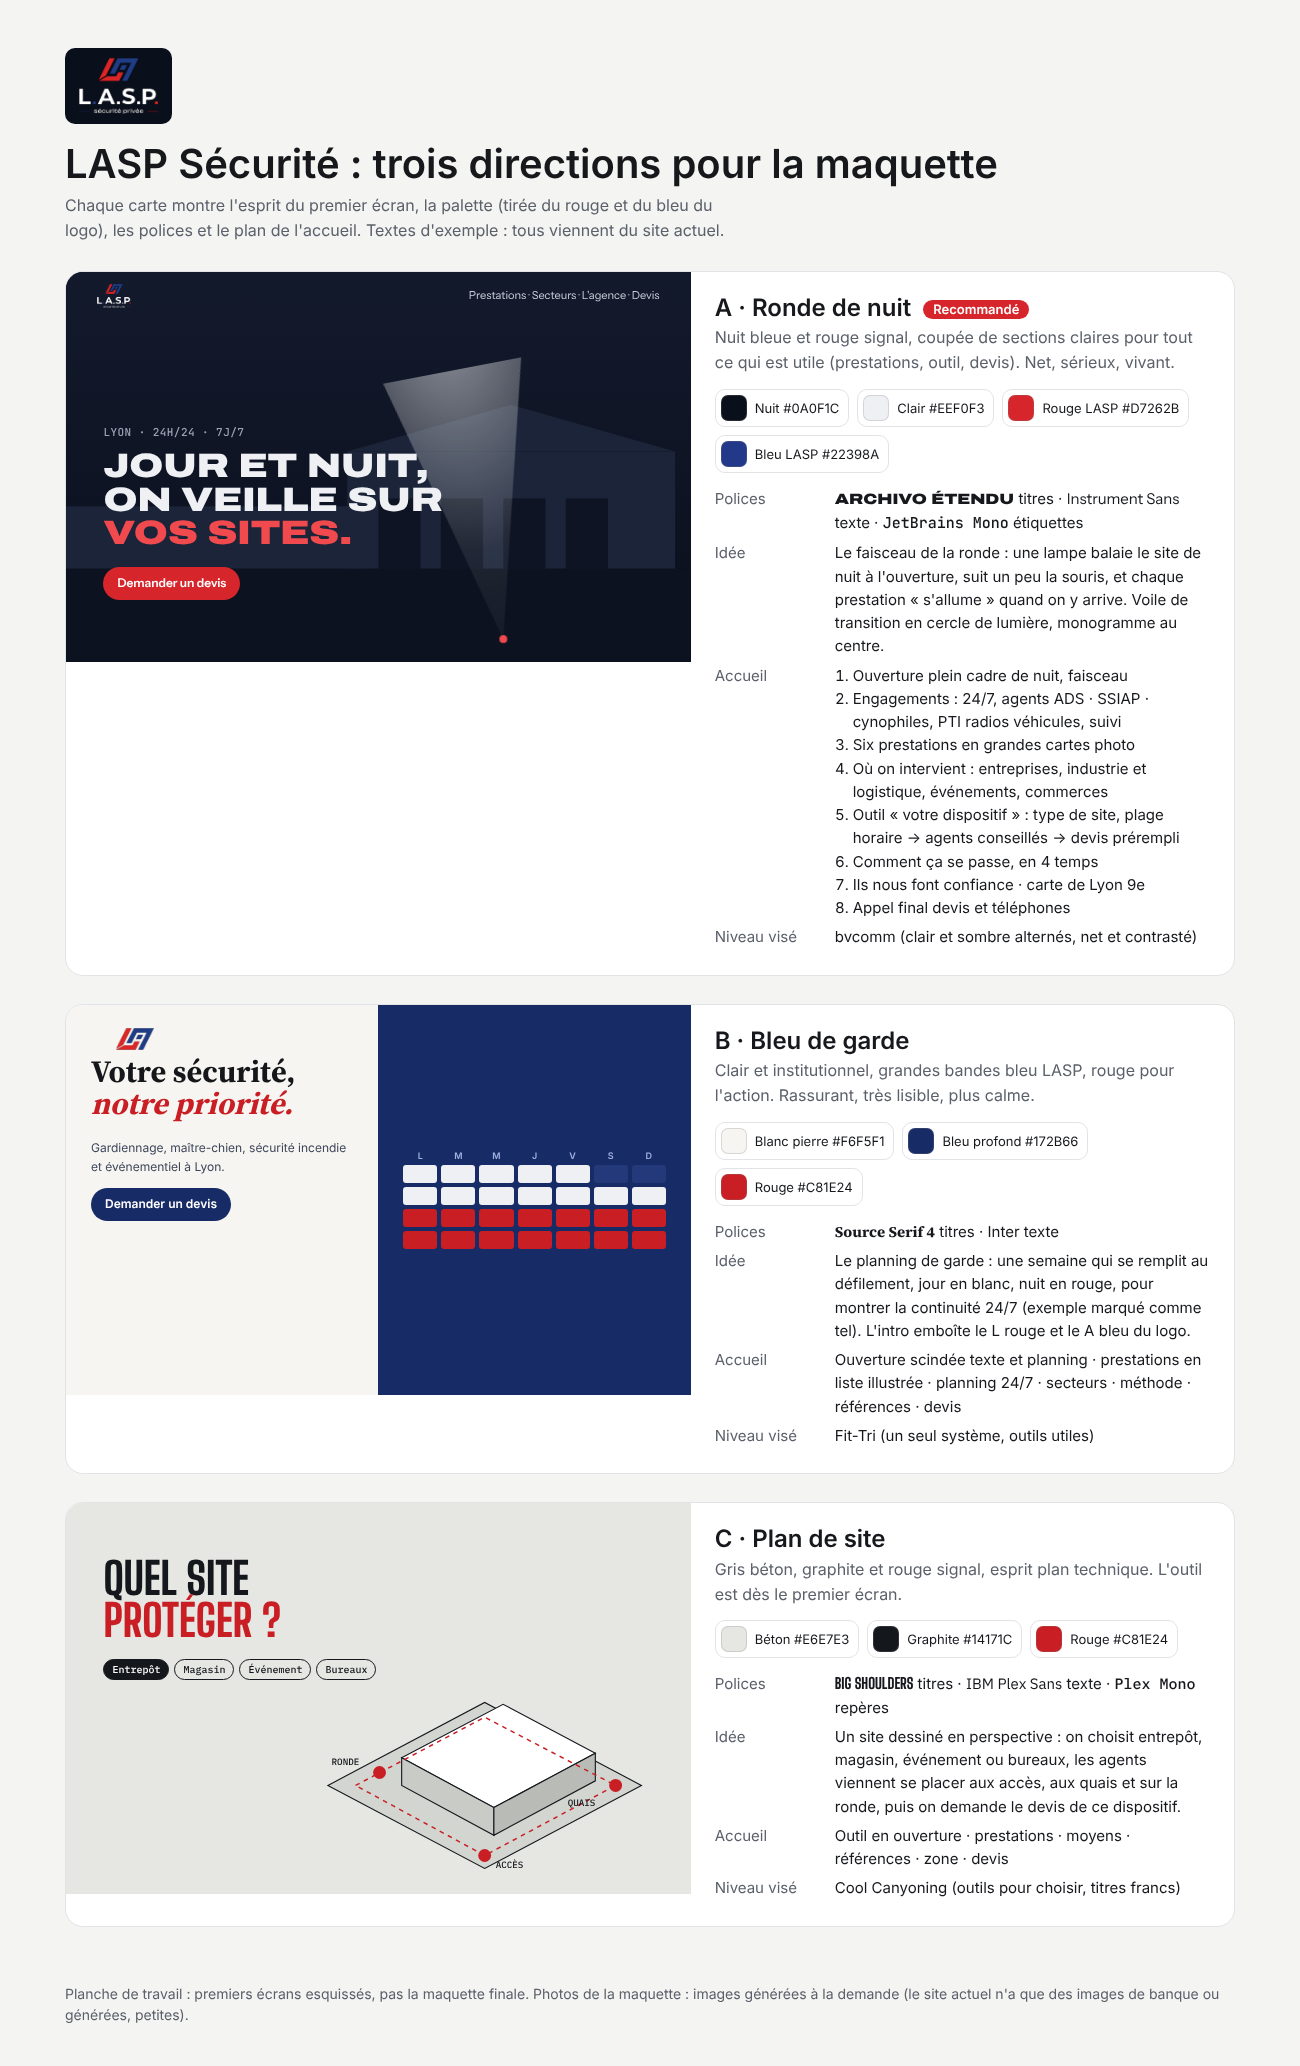 L.A.S.P.
sécurité privée
LASP Sécurité : trois directions pour la maquette
Chaque carte montre l'esprit du premier écran, la palette (tirée du rouge et du bleu du
logo), les polices et le plan de l'accueil. Textes d'exemple : tous viennent du site actuel.
L.A.S.P
Prestations · Secteurs · L'agence · Devis
LYON · 24H/24 · 7J/7
JOUR ET NUIT,
ON VEILLE SUR
VOS SITES.
Demander un devis
A · Ronde de nuit
Recommandé
Nuit bleue et rouge signal, coupée de sections claires pour tout
ce qui est utile (prestations, outil, devis). Net, sérieux, vivant.
Nuit #0A0F1C
Clair #EEF0F3
Rouge LASP #D7262B
Bleu LASP #22398A
Polices
ARCHIVO ÉTENDU titres · Instrument Sans
texte · JetBrains Mono étiquettes
Idée
Le faisceau de la ronde : une lampe balaie le site de
nuit à l'ouverture, suit un peu la souris, et chaque
prestation « s'allume » quand on y arrive. Voile de
transition en cercle de lumière, monogramme au
centre.
Accueil
1. Ouverture plein cadre de nuit, faisceau
2. Engagements : 24/7, agents ADS · SSIAP ·
cynophiles, PTI radios véhicules, suivi
3. Six prestations en grandes cartes photo
4. Où on intervient : entreprises, industrie et
logistique, événements, commerces
5. Outil « votre dispositif » : type de site, plage
horaire → agents conseillés → devis prérempli
6. Comment ça se passe, en 4 temps
7. Ils nous font confiance · carte de Lyon 9e
8. Appel final devis et téléphones
Niveau visé
bvcomm (clair et sombre alternés, net et contrasté)
Votre sécurité,
notre priorité.
Gardiennage, maître-chien, sécurité incendie
et événementiel à Lyon.
Demander un devis
L M M J V S D
B · Bleu de garde
Clair et institutionnel, grandes bandes bleu LASP, rouge pour
l'action. Rassurant, très lisible, plus calme.
Blanc pierre #F6F5F1
Bleu profond #172B66
Rouge #C81E24
Polices
Source Serif 4 titres · Inter texte
Idée
Le planning de garde : une semaine qui se remplit au
défilement, jour en blanc, nuit en rouge, pour
montrer la continuité 24/7 (exemple marqué comme
tel). L'intro emboîte le L rouge et le A bleu du logo.
Accueil
Ouverture scindée texte et planning · prestations en
liste illustrée · planning 24/7 · secteurs · méthode ·
références · devis
Niveau visé
Fit-Tri (un seul système, outils utiles)
QUEL SITE
PROTÉGER ?
Entrepôt
Magasin
Événement
Bureaux
RONDE
QUAIS
ACCÈS
C · Plan de site
Gris béton, graphite et rouge signal, esprit plan technique. L'outil
est dès le premier écran.
Béton #E6E7E3
Graphite #14171C
Rouge #C81E24
Polices
BIG SHOULDERS titres · IBM Plex Sans texte · Plex Mono
repères
Idée
Un site dessiné en perspective : on choisit entrepôt,
magasin, événement ou bureaux, les agents
viennent se placer aux accès, aux quais et sur la
ronde, puis on demande le devis de ce dispositif.
Accueil
Outil en ouverture · prestations · moyens ·
références · zone · devis
Niveau visé
Cool Canyoning (outils pour choisir, titres francs)
Planche de travail : premiers écrans esquissés, pas la maquette finale. Photos de la maquette : images générées à la demande (le site actuel n'a que des images de banque ou
générées, petites).